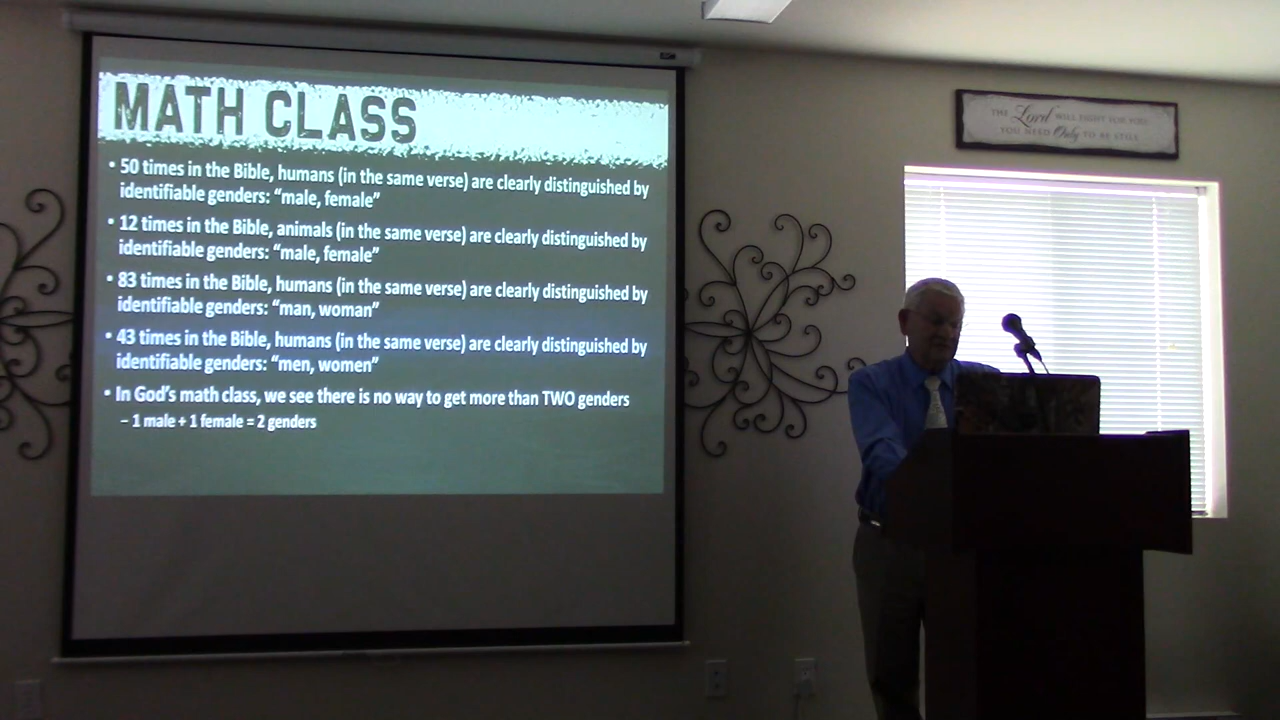 MATH CLASS
• 50 times in the Bible, humans (in the same verse) are clearly distinguished by
identifiable genders: “male, female”
• 12 times in the Bible, animals (in the same verse) are clearly distinguished by
identifiable genders: “male, female”
• 83 times in the Bible, humans (in the same verse) are clearly distinguished by
identifiable genders: “man, woman”
• 43 times in the Bible, humans (in the same verse) are clearly distinguished by
identifiable genders: “men, women”
• In God’s math class, we see there is no way to get more than TWO genders
– 1 male + 1 female = 2 genders
THE Lord WILL FIGHT FOR YOU;
YOU NEED Only TO BE STILL